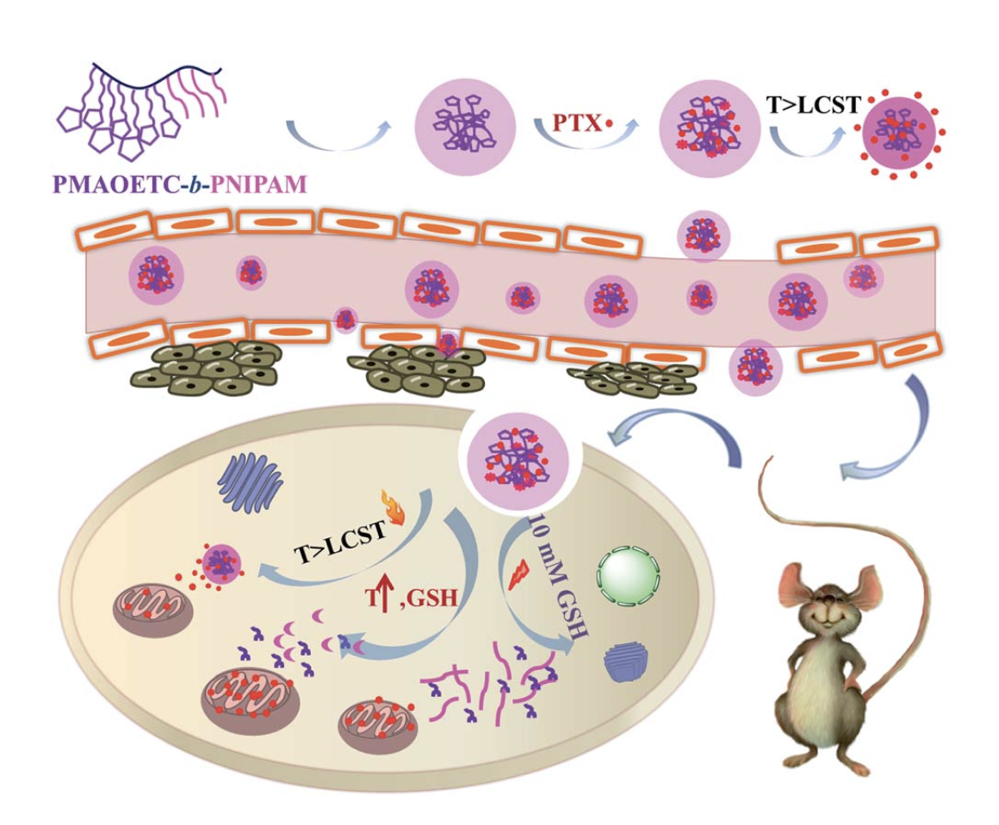 PTX
T>LCST
PMAOETC-b-PNIPAM
T>LCST
T↑,GSH
10 mM GSH